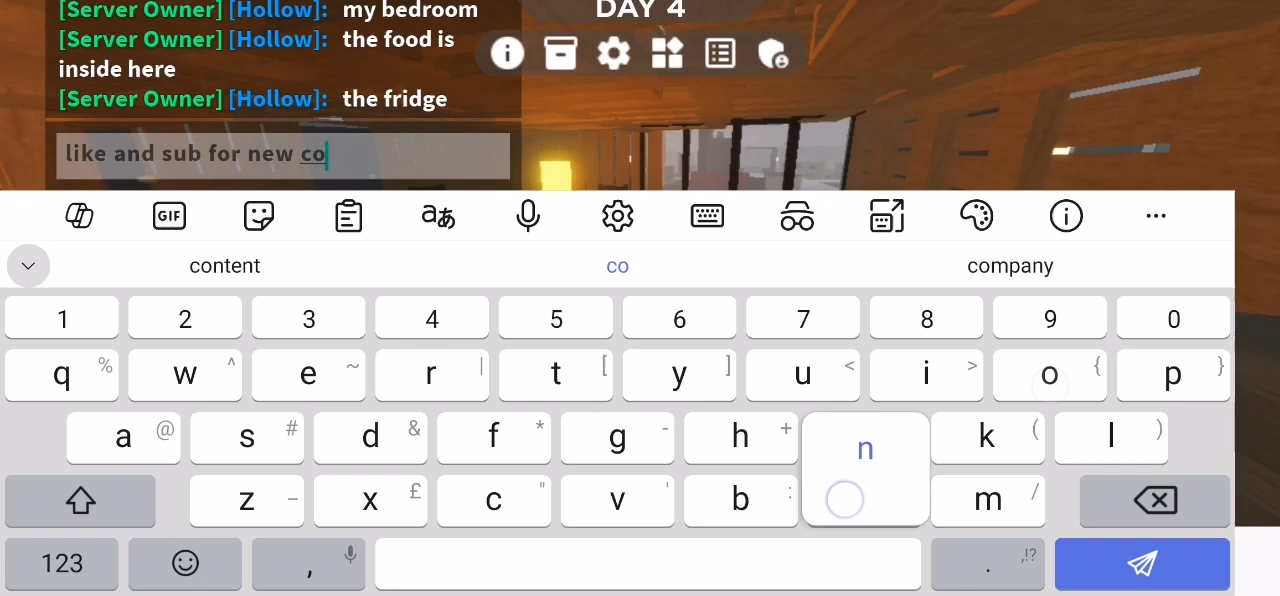 DAY 4
[Server Owner] [Hollow]: my bedroom
[Server Owner] [Hollow]: the food is
inside here
[Server Owner] [Hollow]: the fridge
like and sub for new co
GIF
aあ
content co company
1 2 3 4 5 6 7 8 9 0
q % w ^ e ~ r | t [ y ] u < i > o { p }
a @ s # d & f * g - h + n k ( l )
z _ x £ c " v ' b : m /
123 , . ,!?